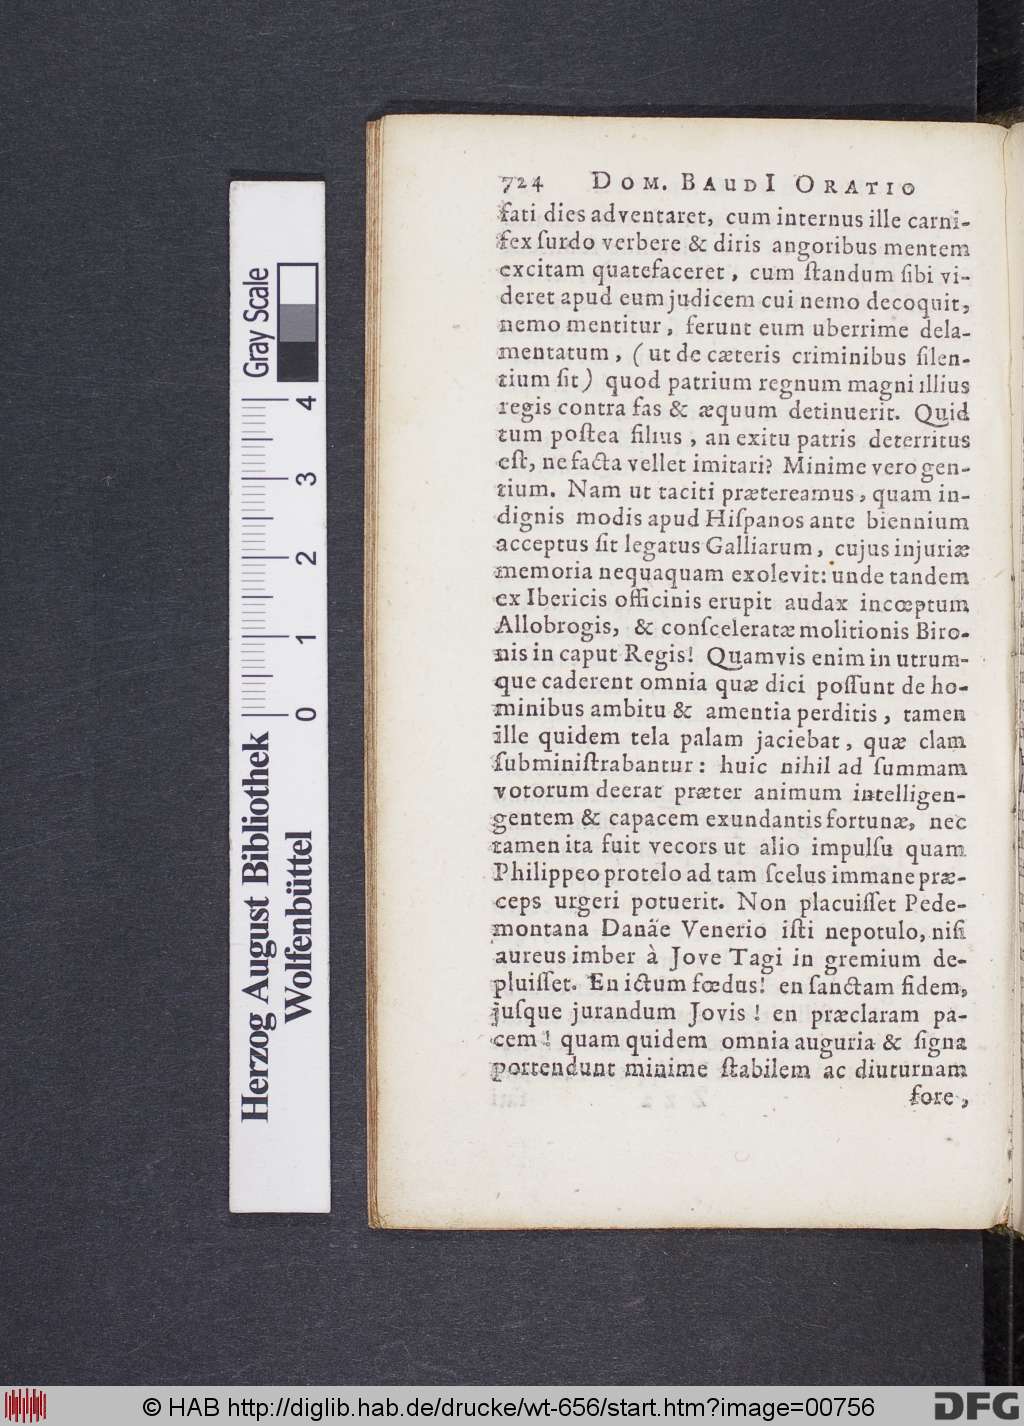 724 DOM. BAUDI ORATIO
fati dies adventaret, cum internus ille carni-
fex ſurdo verbere & diris angoribus mentem
excitam quatefaceret, cum ſtandum ſibi vi-
deret apud eum judicem cui nemo decoquit,
nemo mentitur, ferunt eum uberrime dela-
mentatum, (ut de cæteris criminibus ſilen-
tium ſit) quod patrium regnum magni illius
regis contra fas & æquum detinuerit. Quid
tum poſtea filius, an exitu patris deterritus
eſt, ne facta vellet imitari? Minime vero gen-
tium. Nam ut taciti prætereamus, quam in-
dignis modis apud Hiſpanos ante biennium
acceptus ſit legatus Galliarum, cujus injuriæ
memoria nequaquam exolevit: unde tandem
ex Ibericis officinis erupit audax incœptum
Allobrogis, & conſceleratæ molitionis Biro-
nis in caput Regis! Quamvis enim in utrum-
que caderent omnia quæ dici poſſunt de ho-
minibus ambitu & amentia perditis, tamen
ille quidem tela palam jaciebat, quæ clam
ſubminiſtrabantur: huic nihil ad ſummam
votorum deerat præter animum intelligen-
gentem & capacem exundantis fortunæ, nec
tamen ita fuit vecors ut alio impulſu quam
Philippeo protelo ad tam ſcelus immane præ-
ceps urgeri potuerit. Non placuiſſet Pede-
montana Danäe Venerio iſti nepotulo, niſi
aureus imber à Jove Tagi in gremium de-
pluiſſet. En ictum fœdus! en ſanctam fidem,
juſque jurandum Jovis! en præclaram pa-
cem! quam quidem omnia auguria & ſigna
portendunt minime ſtabilem ac diuturnam
fore,
Gray Scale
4
3
2
1
0
Herzog August Bibliothek
Wolfenbüttel
© HAB http://diglib.hab.de/drucke/wt-656/start.htm?image=00756
DFG